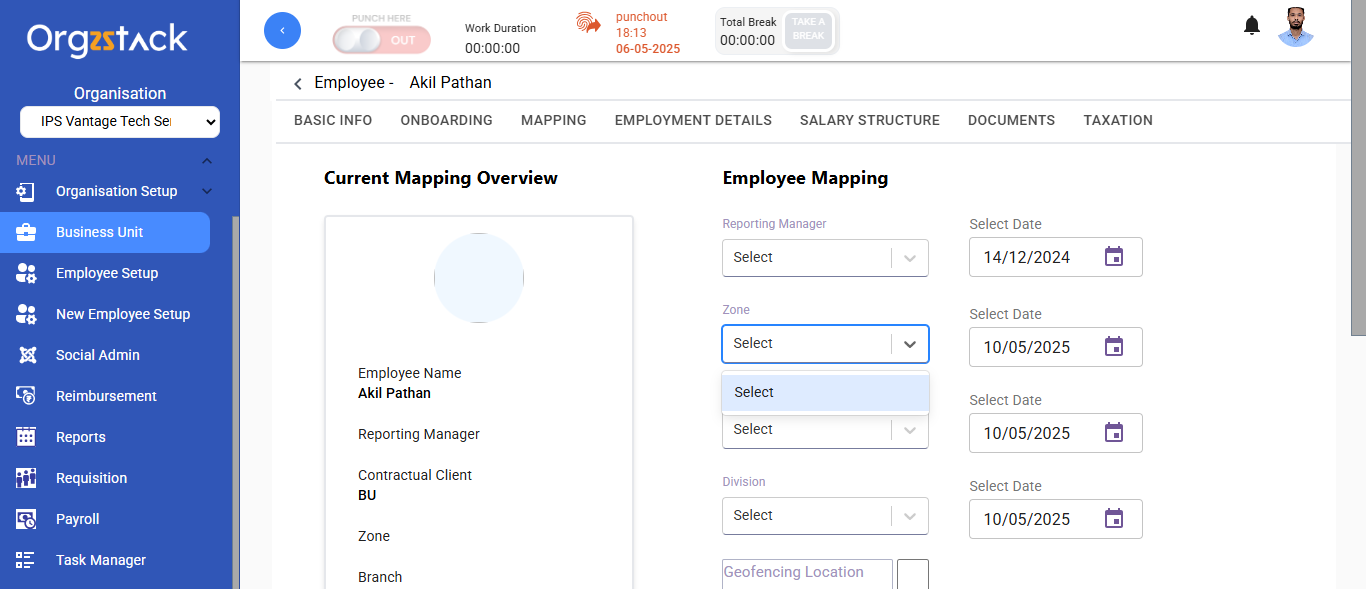 Orgzstack
Organisation
IPS Vantage Tech Ser
MENU
Organisation Setup
Business Unit
Employee Setup
New Employee Setup
Social Admin
Reimbursement
Reports
Requisition
Payroll
Task Manager
PUNCH HERE
OUT
Work Duration
00:00:00
punchout
18:13
06-05-2025
Total Break
00:00:00
TAKE A
BREAK
Employee - Akil Pathan
BASIC INFO ONBOARDING MAPPING EMPLOYMENT DETAILS SALARY STRUCTURE DOCUMENTS TAXATION
Current Mapping Overview
Employee Name
Akil Pathan
Reporting Manager
Contractual Client
BU
Zone
Branch
Employee Mapping
Reporting Manager
Select
Select Date
14/12/2024
Zone
Select
Select Date
10/05/2025
Select
Select
Select Date
10/05/2025
Division
Select
Select Date
10/05/2025
Geofencing Location